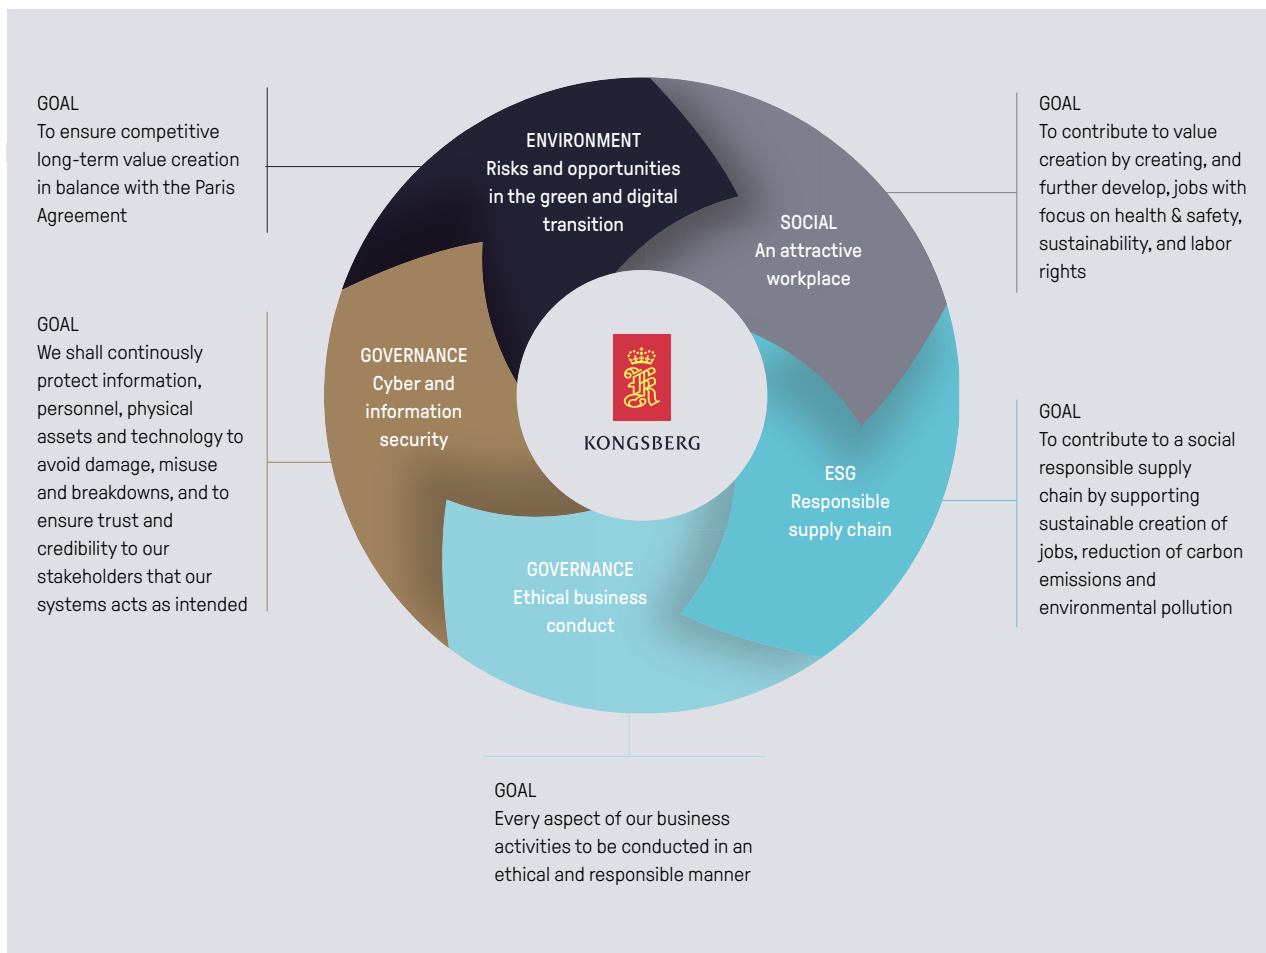 GOAL
To ensure competitive
long-term value creation
in balance with the Paris
Agreement
ENVIRONMENT
Risks and opportunities
in the green and digital
transition
SOCIAL
An attractive
workplace
GOAL
To contribute to value
creation by creating, and
further develop, jobs with
focus on health & safety,
sustainability, and labor
rights
GOAL
We shall continously
protect information,
personnel, physical
assets and technology to
avoid damage, misuse
and breakdowns, and to
ensure trust and
credibility to our
stakeholders that our
systems acts as intended
GOVERNANCE
Cyber and
information
security
KONGSBERG
ESG
Responsible
supply chain
GOAL
To contribute to a social
responsible supply
chain by supporting
sustainable creation of
jobs, reduction of carbon
emissions and
environmental pollution
GOVERNANCE
Ethical business
conduct
GOAL
Every aspect of our business
activities to be conducted in an
ethical and responsible manner